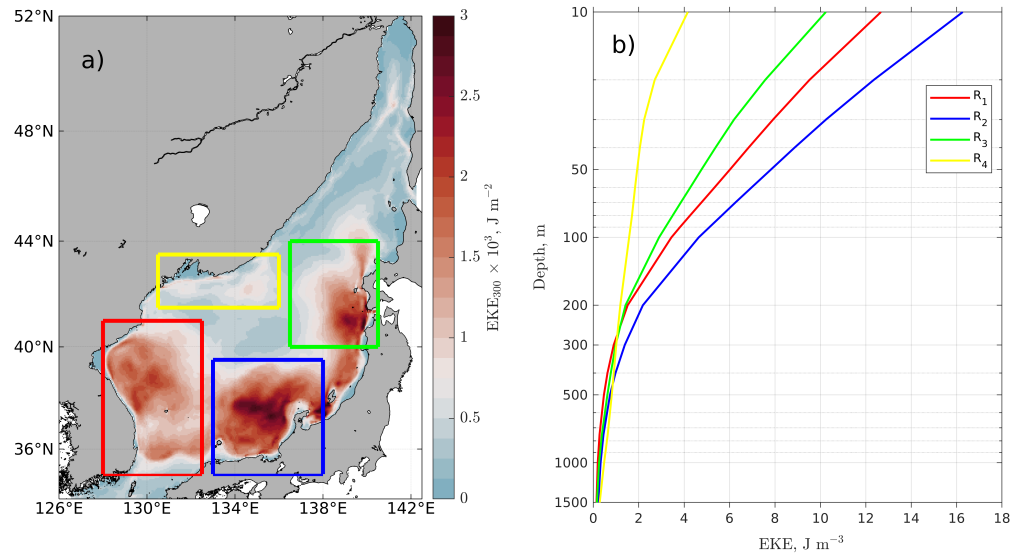 a)
52°N
48°N
44°N
40°N
36°N
126°E
130°E
134°E
138°E
142°E
3
2.5
2
1.5
1
0.5
0
EKE₃₀₀ × 10³, J m⁻²
b)
10
50
100
200
300
500
1000
1500
Depth, m
0
2
4
6
8
10
12
14
16
18
EKE, J m⁻³
R₁
R₂
R₃
R₄